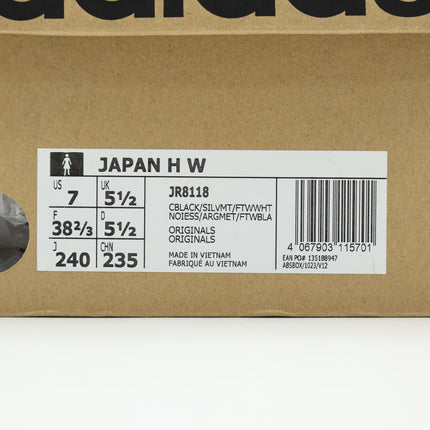 adidas
JAPAN H W
US 7 UK 5½
F 38⅔ D 5½
J 240 CHN 235
JR8118
CBLACK/SILVMT/FTWWHT
NOIESS/ARGMET/FTWBLA
ORIGINALS
ORIGINALS
MADE IN VIETNAM
FABRIQUÉ AU VIETNAM
4 067903 115701
EAN PO# 135188947
ABSBOX/1023/V12